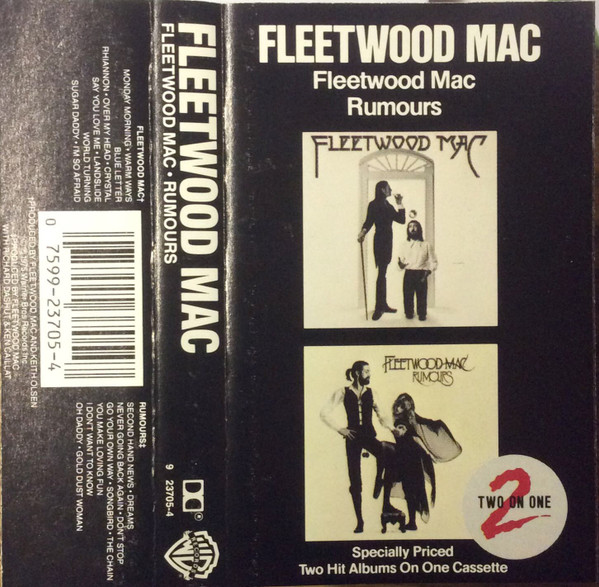 FLEETWOOD MAC
Fleetwood Mac
Rumours
FLEETWOOD MAC
FLEETWOOD MAC
RUMOURS
2
TWO ON ONE
Specially Priced
Two Hit Albums On One Cassette
FLEETWOOD MAC
FLEETWOOD MAC • RUMOURS
9 23705-4
FLEETWOOD MAC†
MONDAY MORNING • WARM WAYS
BLUE LETTER
RHIANNON • OVER MY HEAD • CRYSTAL
SAY YOU LOVE ME • LANDSLIDE
WORLD TURNING
SUGAR DADDY • I'M SO AFRAID
0 7599-23705-4
RUMOURS‡
SECOND HAND NEWS • DREAMS
NEVER GOING BACK AGAIN • DON'T STOP
GO YOUR OWN WAY • SONGBIRD • THE CHAIN
YOU MAKE LOVING FUN
I DON'T WANT TO KNOW
OH DADDY • GOLD DUST WOMAN
†PRODUCED BY FLEETWOOD MAC AND KEITH OLSEN
1975 Warner Bros. Records Inc.
‡PRODUCED BY FLEETWOOD MAC
WITH RICHARD DASHUT & KEN CAILLAT